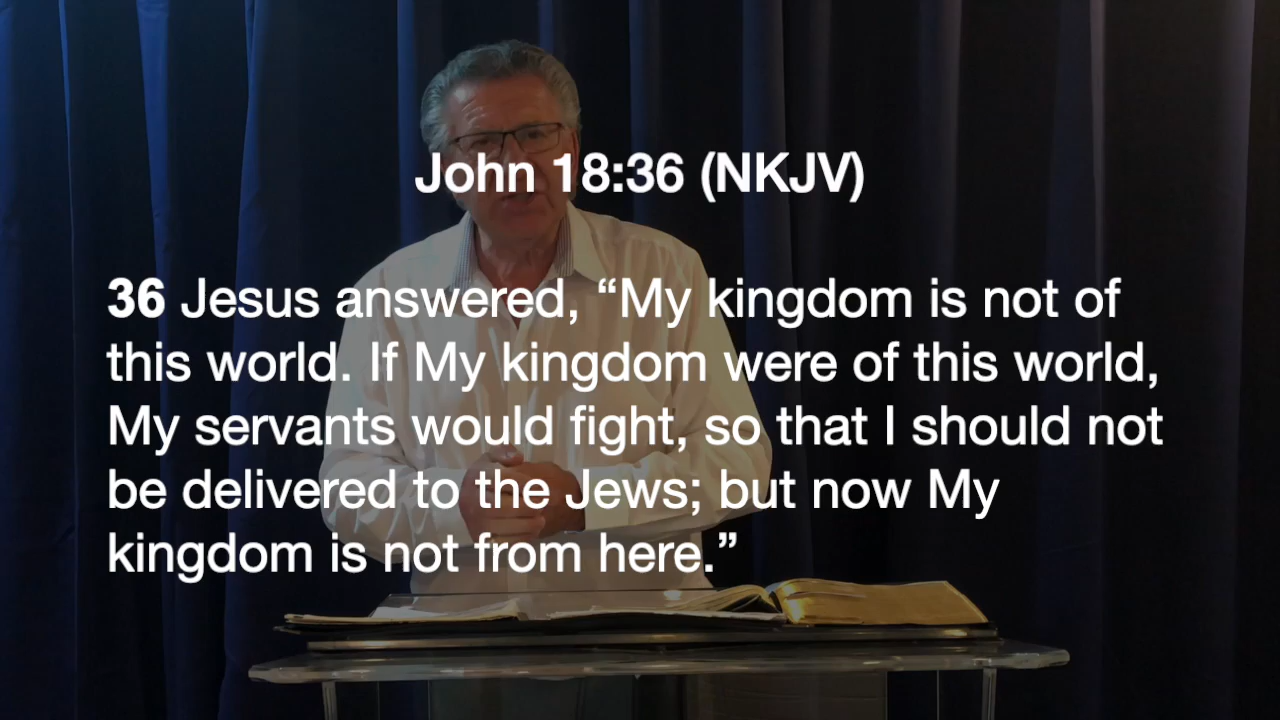 John 18:36 (NKJV)
36 Jesus answered, “My kingdom is not of
this world. If My kingdom were of this world,
My servants would fight, so that I should not
be delivered to the Jews; but now My
kingdom is not from here.”